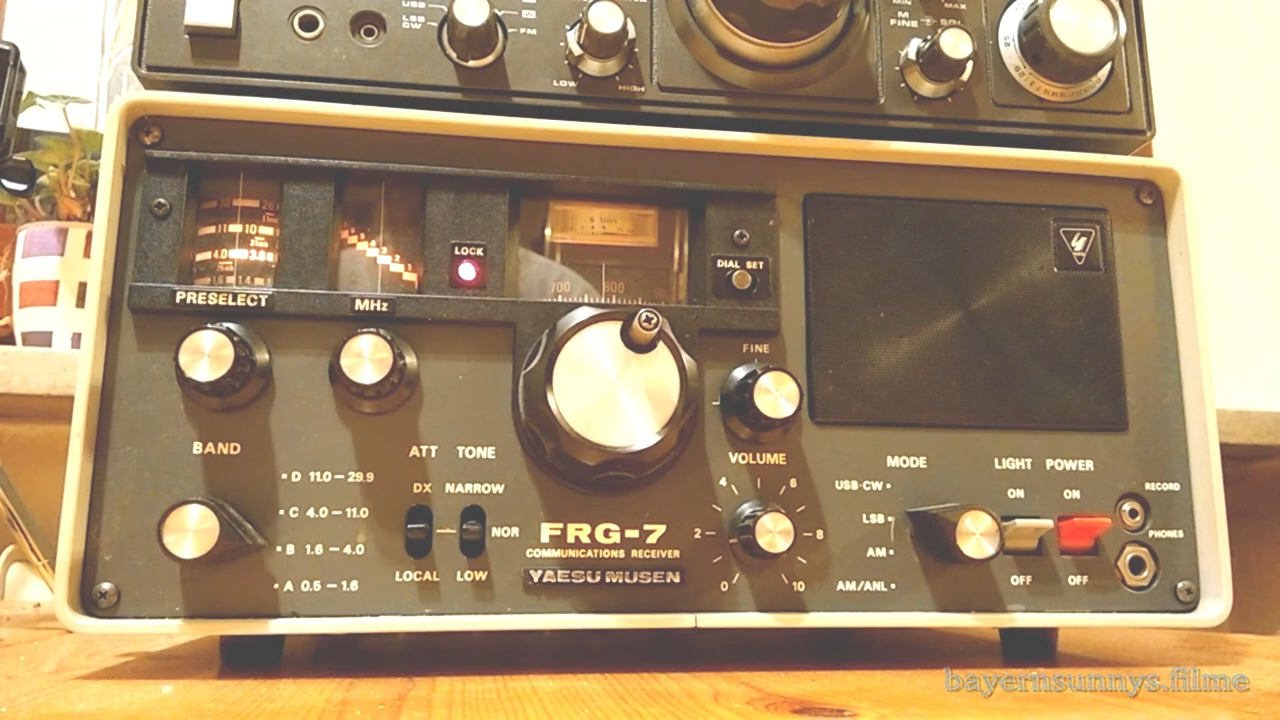 USB
LSB
CW
FM
LOW
HIGH
MIN
MAX
M
FINE
PRESELECT
MHz
LOCK
700 800
DIAL SET
FINE
BAND
D 11.0 – 29.9
C 4.0 – 11.0
B 1.6 – 4.0
A 0.5 – 1.6
ATT TONE
DX NARROW
NOR
LOCAL LOW
FRG-7
COMMUNICATIONS RECEIVER
YAESU MUSEN
VOLUME
4 6
2 8
0 10
MODE
USB·CW
LSB
AM
AM/ANL
LIGHT POWER
ON ON
OFF OFF
RECORD
PHONES
bayernsunnys.filme